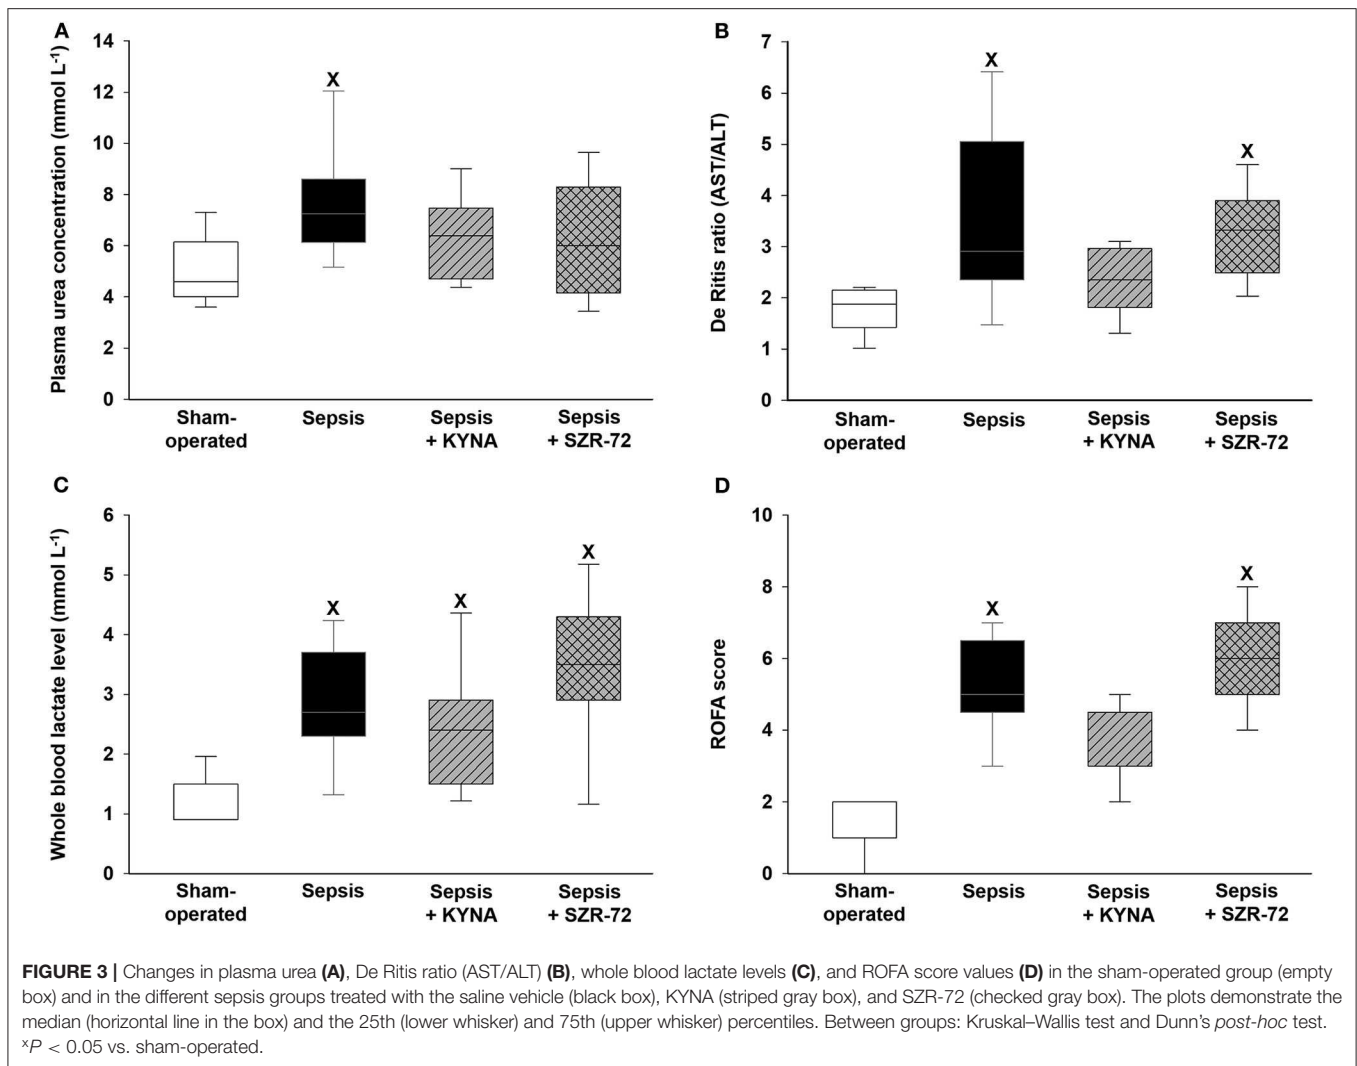 A
Plasma urea concentration (mmol L-1)
14
12
10
8
6
4
2
0
X
Sham-
operated
Sepsis
Sepsis
+ KYNA
Sepsis
+ SZR-72
B
De Ritis ratio (AST/ALT)
7
6
5
4
3
2
1
0
X
X
Sham-
operated
Sepsis
Sepsis
+ KYNA
Sepsis
+ SZR-72
C
Whole blood lactate level (mmol L-1)
6
5
4
3
2
1
0
X
X
X
Sham-
operated
Sepsis
Sepsis
+ KYNA
Sepsis
+ SZR-72
D
ROFA score
10
8
6
4
2
0
X
X
Sham-
operated
Sepsis
Sepsis
+ KYNA
Sepsis
+ SZR-72
FIGURE 3 | Changes in plasma urea (A), De Ritis ratio (AST/ALT) (B), whole blood lactate levels (C), and ROFA score values (D) in the sham-operated group (empty
box) and in the different sepsis groups treated with the saline vehicle (black box), KYNA (striped gray box), and SZR-72 (checked gray box). The plots demonstrate the
median (horizontal line in the box) and the 25th (lower whisker) and 75th (upper whisker) percentiles. Between groups: Kruskal–Wallis test and Dunn's post-hoc test.
xP < 0.05 vs. sham-operated.